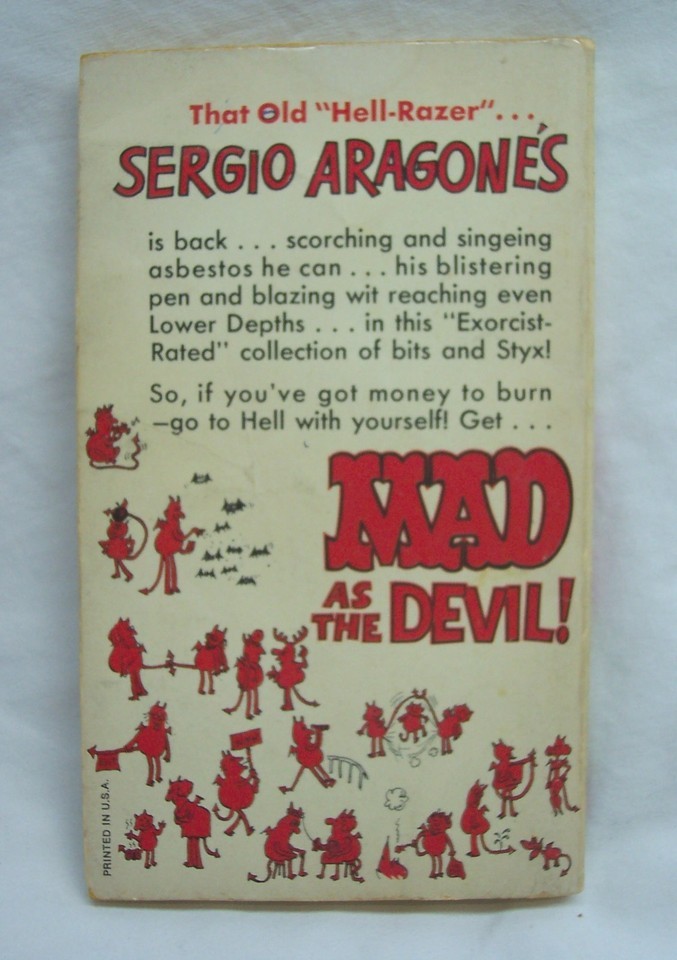 That Old "Hell-Razer"...
SERGIO ARAGONÉS
is back ... scorching and singeing
asbestos he can ... his blistering
pen and blazing wit reaching even
Lower Depths ... in this "Exorcist-
Rated" collection of bits and Styx!
So, if you've got money to burn
—go to Hell with yourself! Get ...
MAD
AS
THE DEVIL!
PRINTED IN U.S.A.